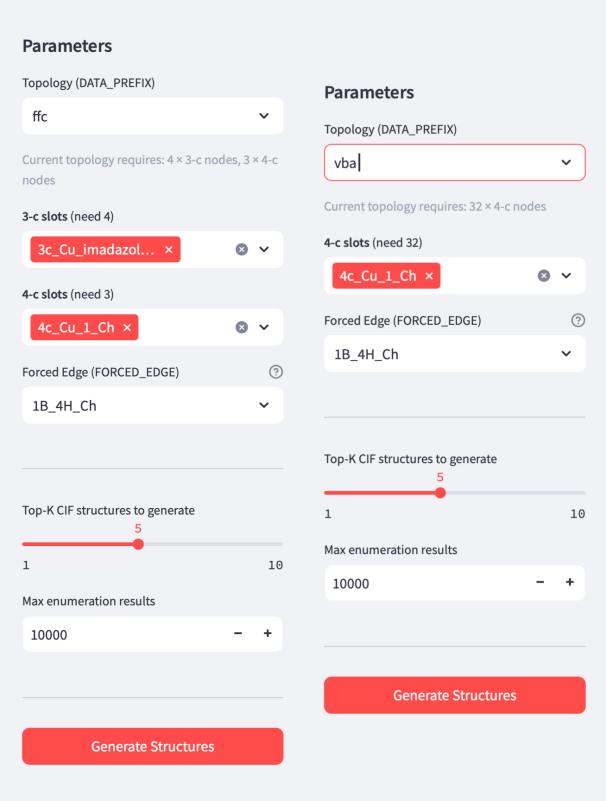 Parameters
Topology (DATA_PREFIX)
ffc
Current topology requires: 4 × 3-c nodes, 3 × 4-c
nodes
3-c slots (need 4)
3c_Cu_imadazol... ×
4-c slots (need 3)
4c_Cu_1_Ch ×
Forced Edge (FORCED_EDGE) ?
1B_4H_Ch
Top-K CIF structures to generate
5
1 10
Max enumeration results
10000 − +
Generate Structures
Parameters
Topology (DATA_PREFIX)
vba
Current topology requires: 32 × 4-c nodes
4-c slots (need 32)
4c_Cu_1_Ch ×
Forced Edge (FORCED_EDGE) ?
1B_4H_Ch
Top-K CIF structures to generate
5
1 10
Max enumeration results
10000 − +
Generate Structures